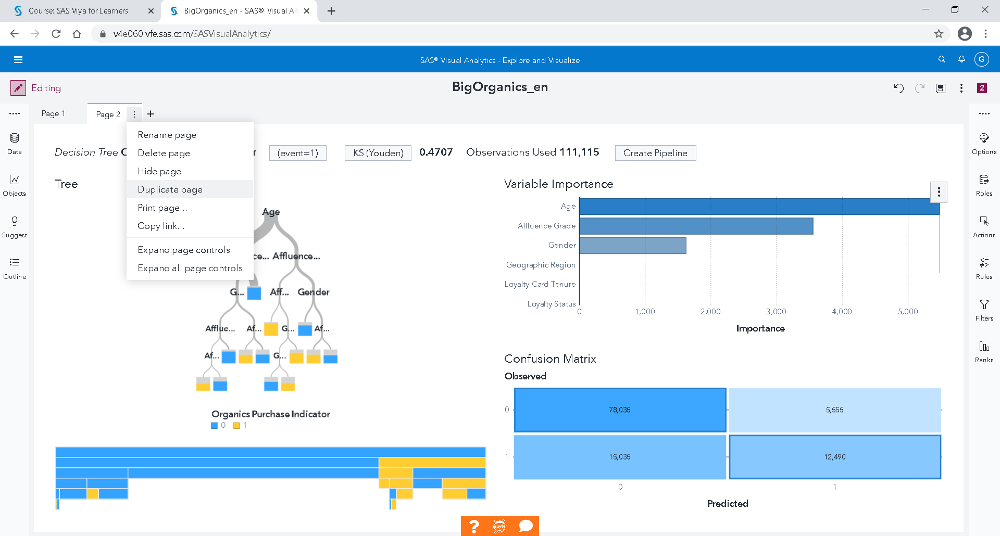 Course: SAS Viya for Learners
BigOrganics_en - SAS® Visual An
v4e060.vfe.sas.com/SASVisualAnalytics/
SAS® Visual Analytics - Explore and Visualize
G
Editing
BigOrganics_en
2
Page 1
Page 2
Rename page
Delete page
Hide page
Duplicate page
Print page...
Copy link...
Expand page controls
Expand all page controls
Data
Objects
Suggest
Outline
Options
Roles
Actions
Rules
Filters
Ranks
Decision Tree
(event=1)
KS (Youden)
0.4707
Observations Used 111,115
Create Pipeline
Tree
Age
ce... Affluence...
G... Aff... Gender
Afflue... Af... G... Af...
Af... G...
Organics Purchase Indicator
0 1
Variable Importance
Age
Affluence Grade
Gender
Geographic Region
Loyalty Card Tenure
Loyalty Status
0 1,000 2,000 3,000 4,000 5,000
Importance
Confusion Matrix
Observed
0 78,035 5,555
1 15,035 12,490
0 1
Predicted
? jupyter